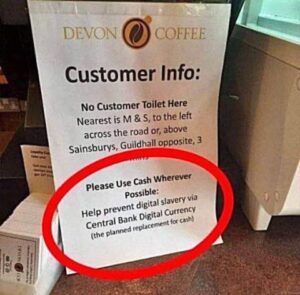 DEVON COFFEE
Customer Info:
No Customer Toilet Here
Nearest is M & S, to the left
across the road or, above
Sainsburys, Guildhall opposite, 3
Please Use Cash Wherever
Possible:
Help prevent digital slavery via
Central Bank Digital Currency
(the planned replacement for cash)